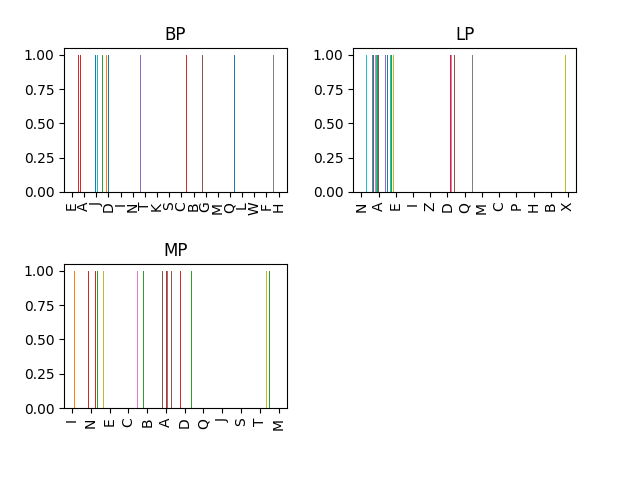 BP
1.00
0.75
0.50
0.25
0.00
E A J D I N T K S C B G M Q L W F H
LP
1.00
0.75
0.50
0.25
0.00
N A E I Z D Q M C P H B X
MP
1.00
0.75
0.50
0.25
0.00
I N E C B A D Q J S T M